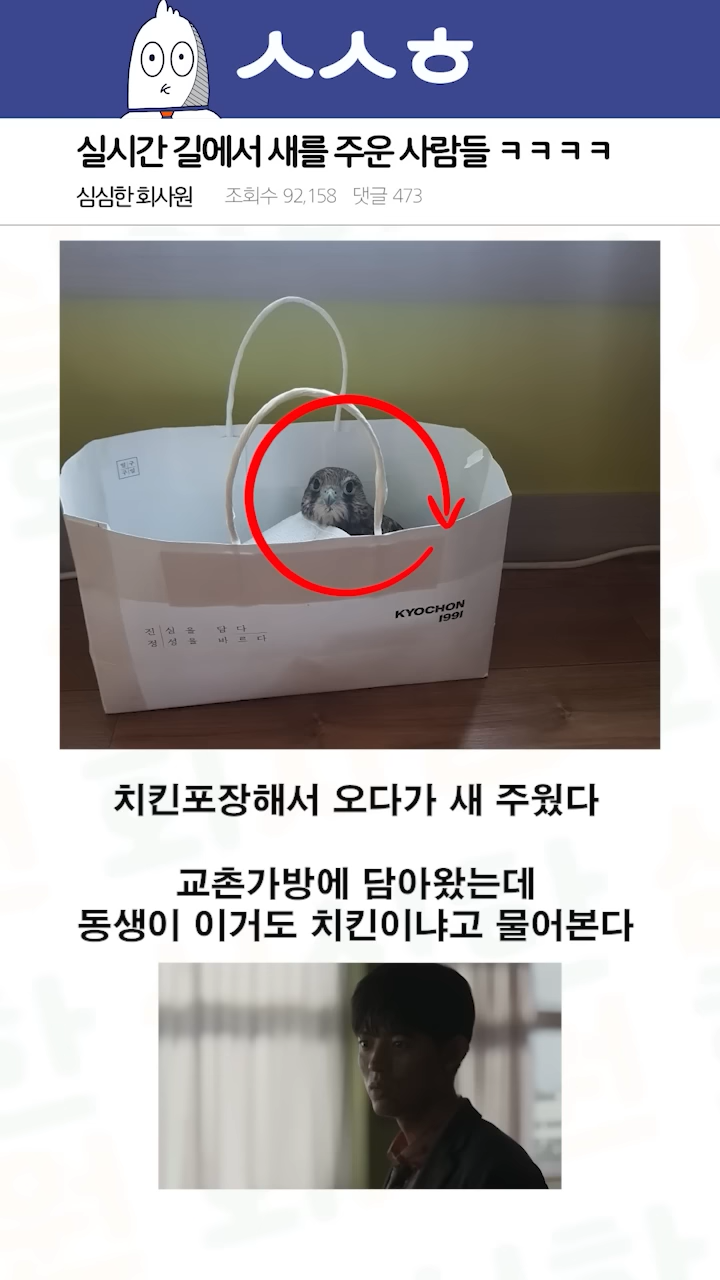 ㅅㅅㅎ
실시간 길에서 새를 주운 사람들 ㅋㅋㅋㅋ
심심한 회사원 조회수 92,158 댓글 473
진심을 담다
정성을 바르다
KYOCHON
1991
치킨포장해서 오다가 새 주웠다
교촌가방에 담아왔는데
동생이 이거도 치킨이냐고 물어본다